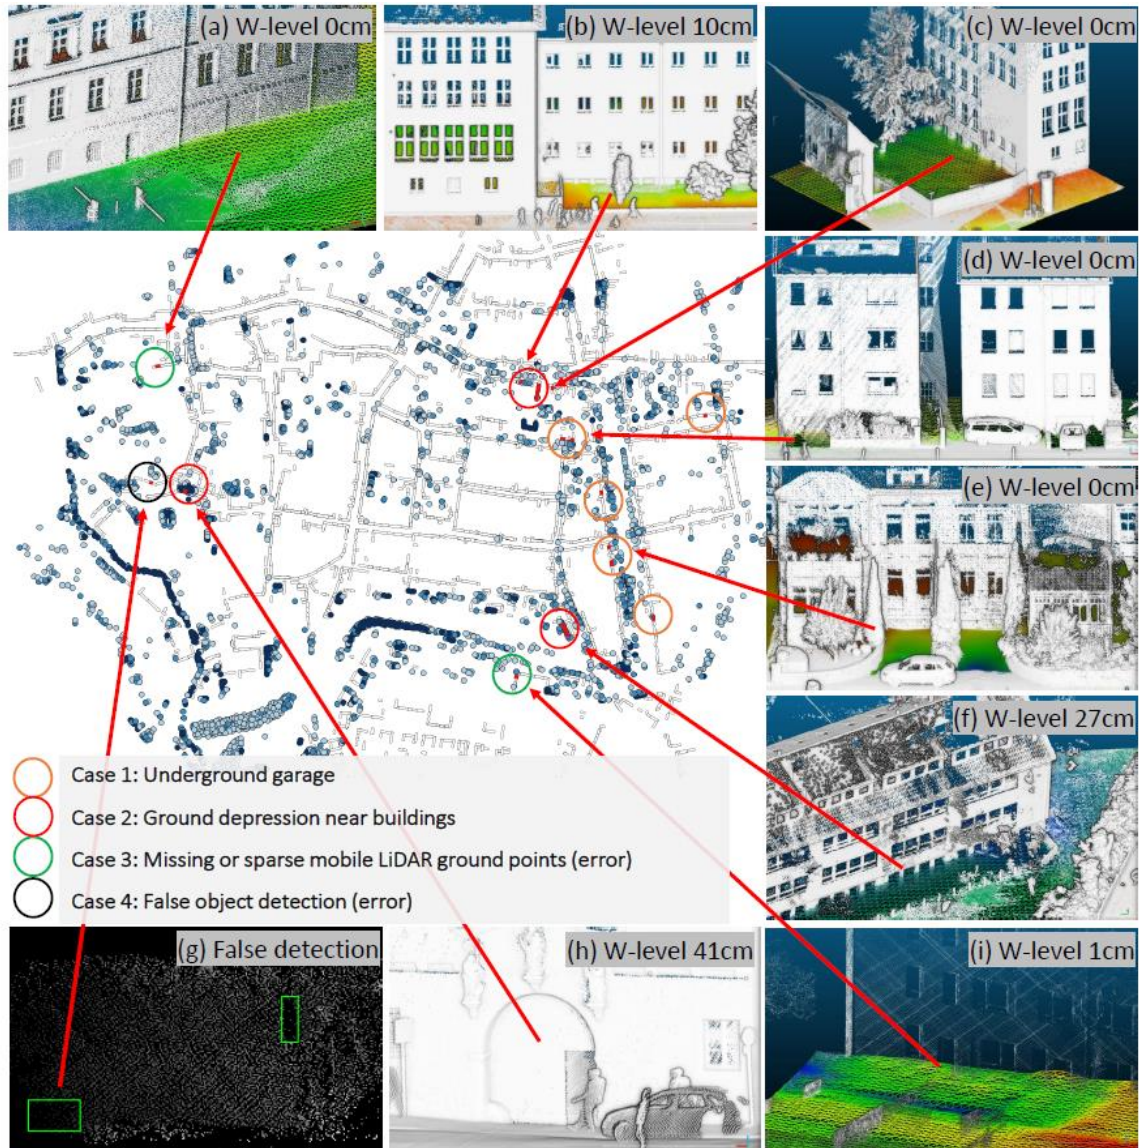 (a) W-level 0cm
(b) W-level 10cm
(c) W-level 0cm
(d) W-level 0cm
(e) W-level 0cm
(f) W-level 27cm
Case 1: Underground garage
Case 2: Ground depression near buildings
Case 3: Missing or sparse mobile LiDAR ground points (error)
Case 4: False object detection (error)
(g) False detection
(h) W-level 41cm
(i) W-level 1cm